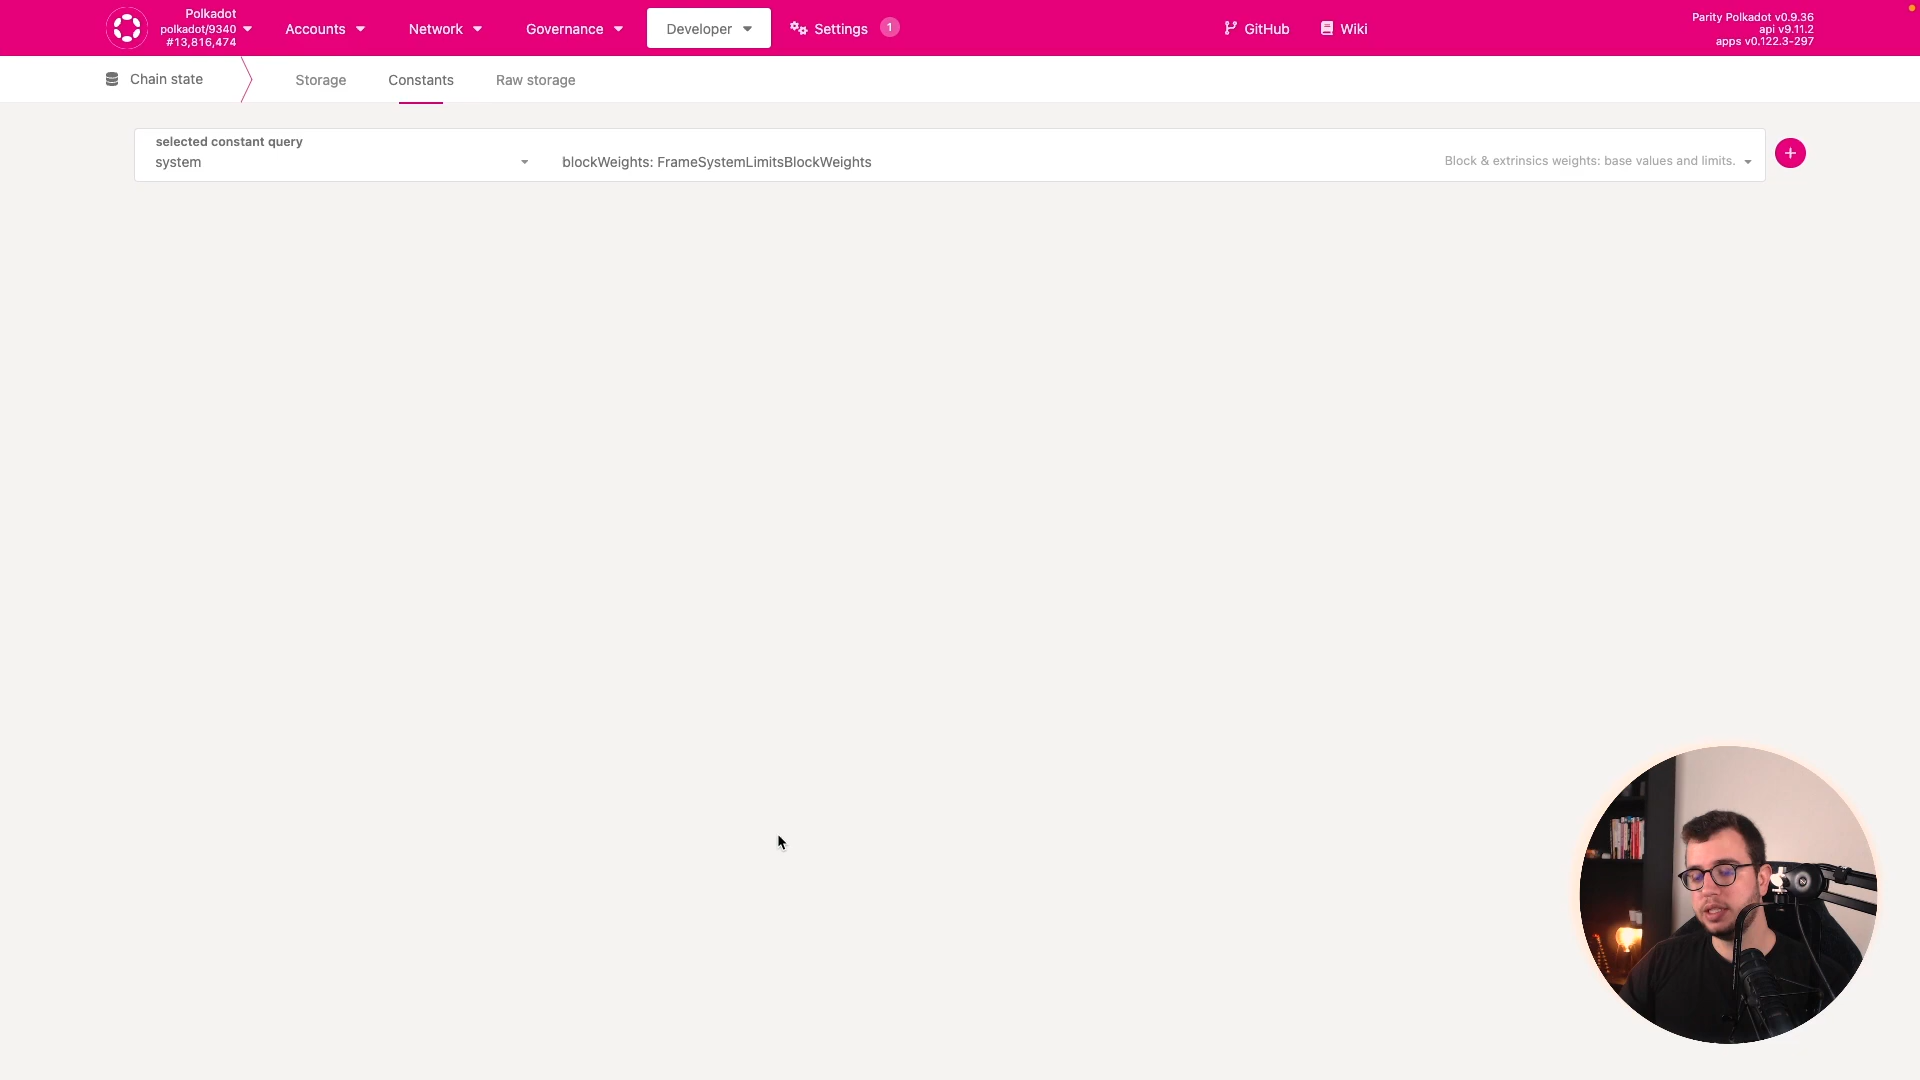 Polkadot
polkadot/9340
#13,816,474
Accounts
Network
Governance
Developer
Settings
1
GitHub
Wiki
Parity Polkadot v0.9.36
api v9.11.2
apps v0.122.3-297
Chain state
Storage
Constants
Raw storage
selected constant query
system
blockWeights: FrameSystemLimitsBlockWeights
Block & extrinsics weights: base values and limits.